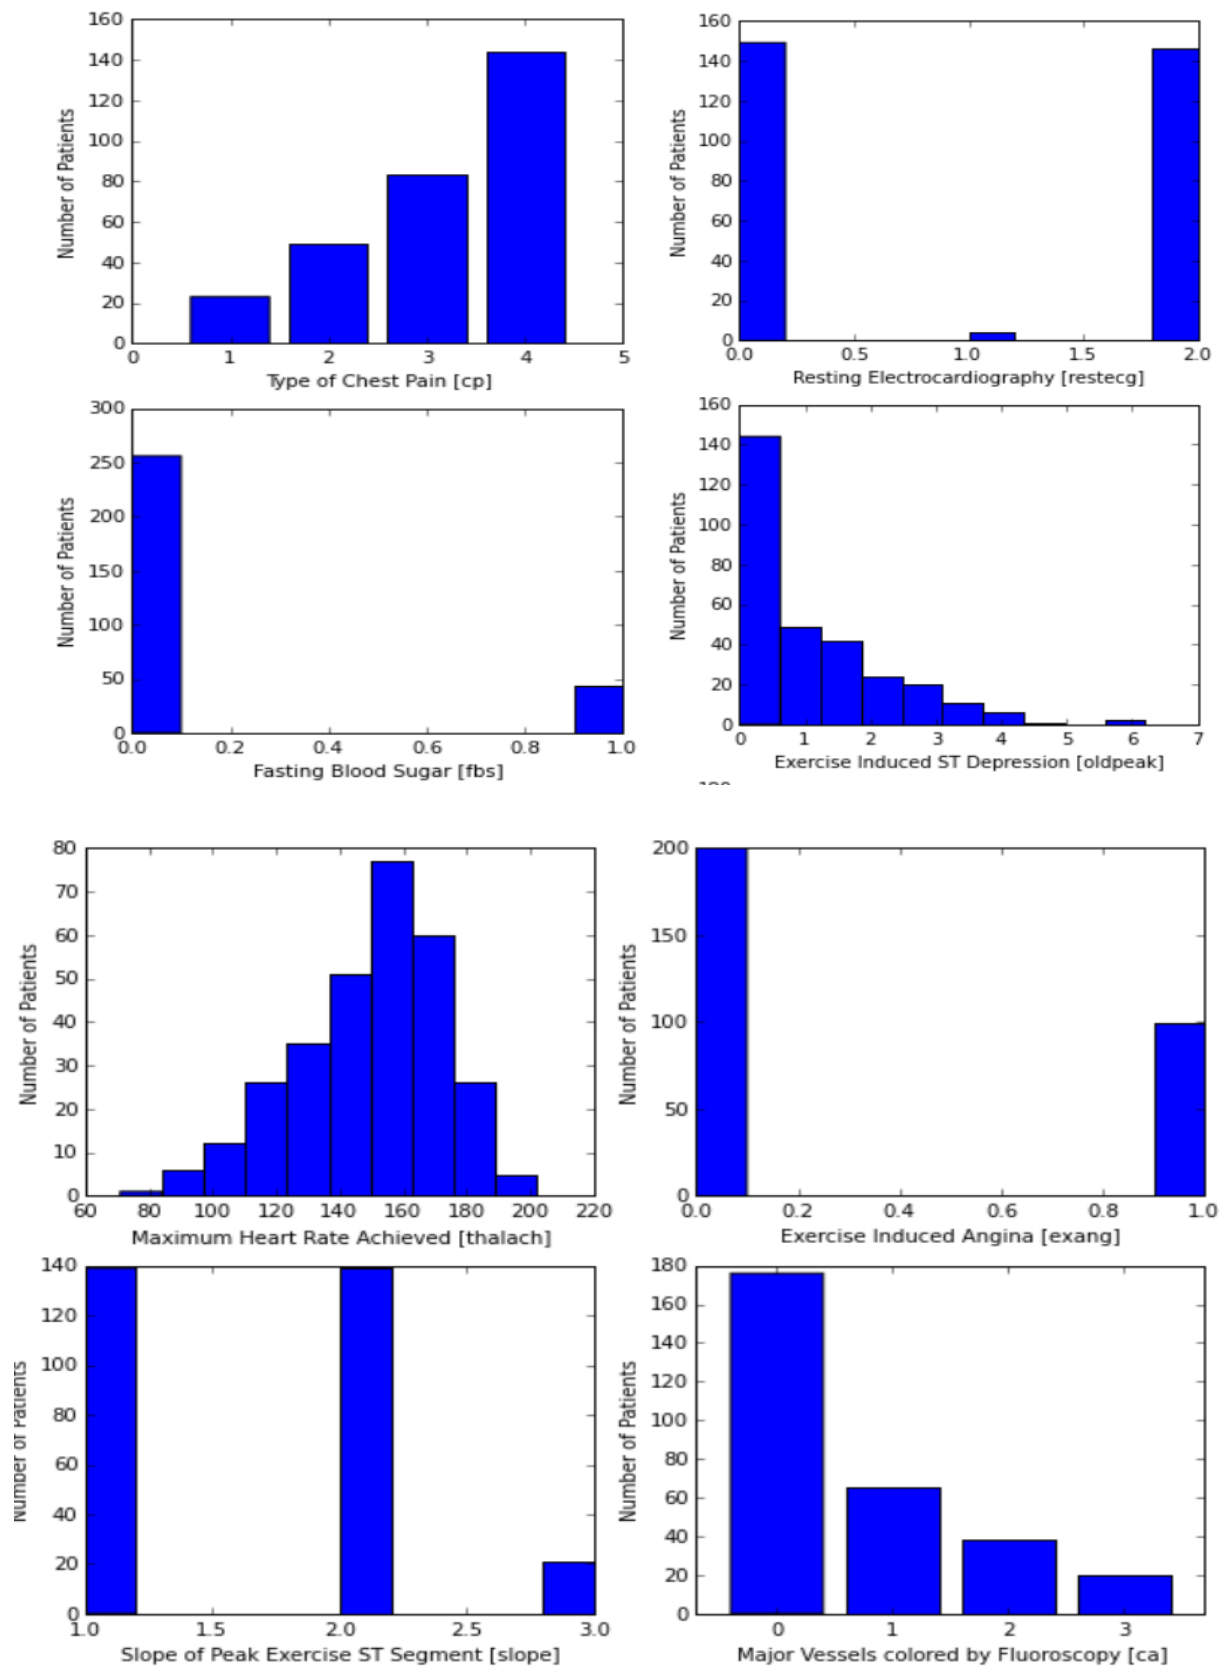 160
140
120
100
80
60
40
20
0
Number of Patients
0 1 2 3 4 5
Type of Chest Pain [cp]
160
140
120
100
80
60
40
20
0
Number of Patients
0.0 0.5 1.0 1.5 2.0
Resting Electrocardiography [restecg]
300
250
200
150
100
50
0
Number of Patients
0.0 0.2 0.4 0.6 0.8 1.0
Fasting Blood Sugar [fbs]
160
140
120
100
80
60
40
20
0
Number of Patients
0 1 2 3 4 5 6 7
Exercise Induced ST Depression [oldpeak]
80
70
60
50
40
30
20
10
0
Number of Patients
60 80 100 120 140 160 180 200 220
Maximum Heart Rate Achieved [thalach]
200
150
100
50
0
Number of Patients
0.0 0.2 0.4 0.6 0.8 1.0
Exercise Induced Angina [exang]
140
120
100
80
60
40
20
0
Number of Patients
1.0 1.5 2.0 2.5 3.0
Slope of Peak Exercise ST Segment [slope]
180
160
140
120
100
80
60
40
20
0
Number of Patients
0 1 2 3
Major Vessels colored by Fluoroscopy [ca]